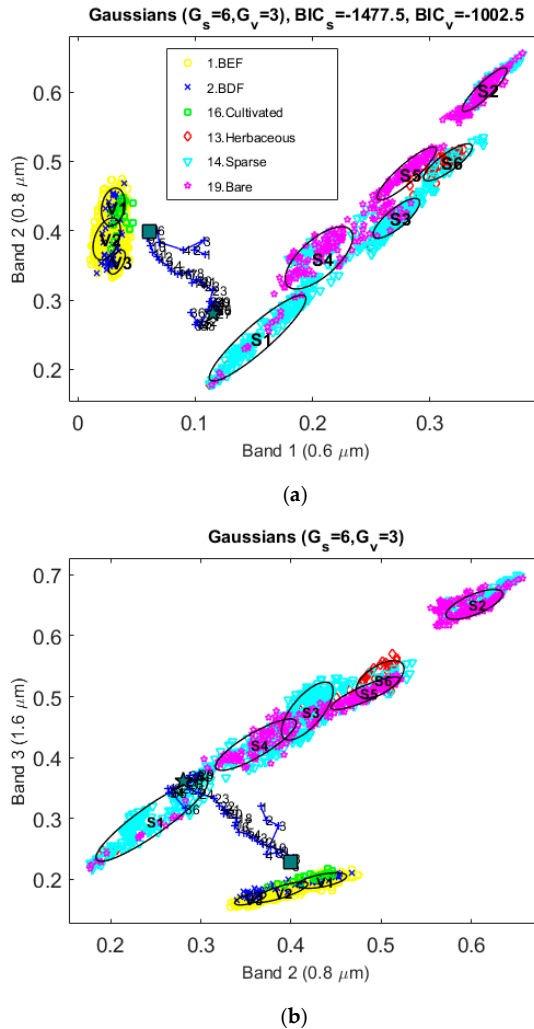 Gaussians (G_s=6,G_v=3), BIC_s=-1477.5, BIC_v=-1002.5
1.BEF
2.BDF
16.Cultivated
13.Herbaceous
14.Sparse
19.Bare
0.6
0.5
0.4
0.3
0.2
Band 2 (0.8 μm)
S2
S5
S6
S3
S4
S1
V1
V2
V3
0
0.1
0.2
0.3
Band 1 (0.6 μm)
(a)
Gaussians (G_s=6,G_v=3)
0.7
0.6
0.5
0.4
0.3
0.2
Band 3 (1.6 μm)
S2
S6
S5
S3
S4
S1
V1
V2
V3
0.2
0.3
0.4
0.5
0.6
Band 2 (0.8 μm)
(b)